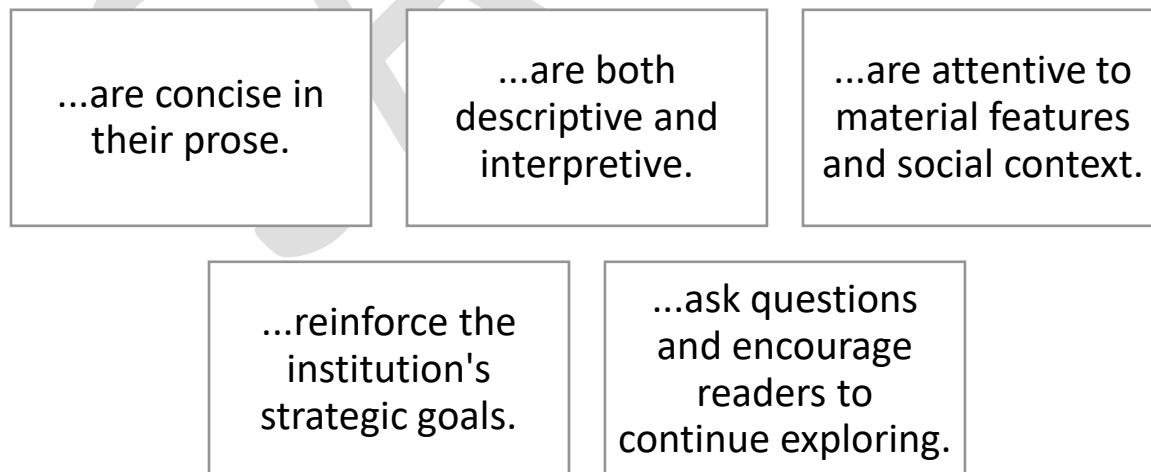 ...are concise in
their prose.
...are both
descriptive and
interpretive.
...are attentive to
material features
and social context.
...reinforce the
institution's
strategic goals.
...ask questions
and encourage
readers to
continue exploring.